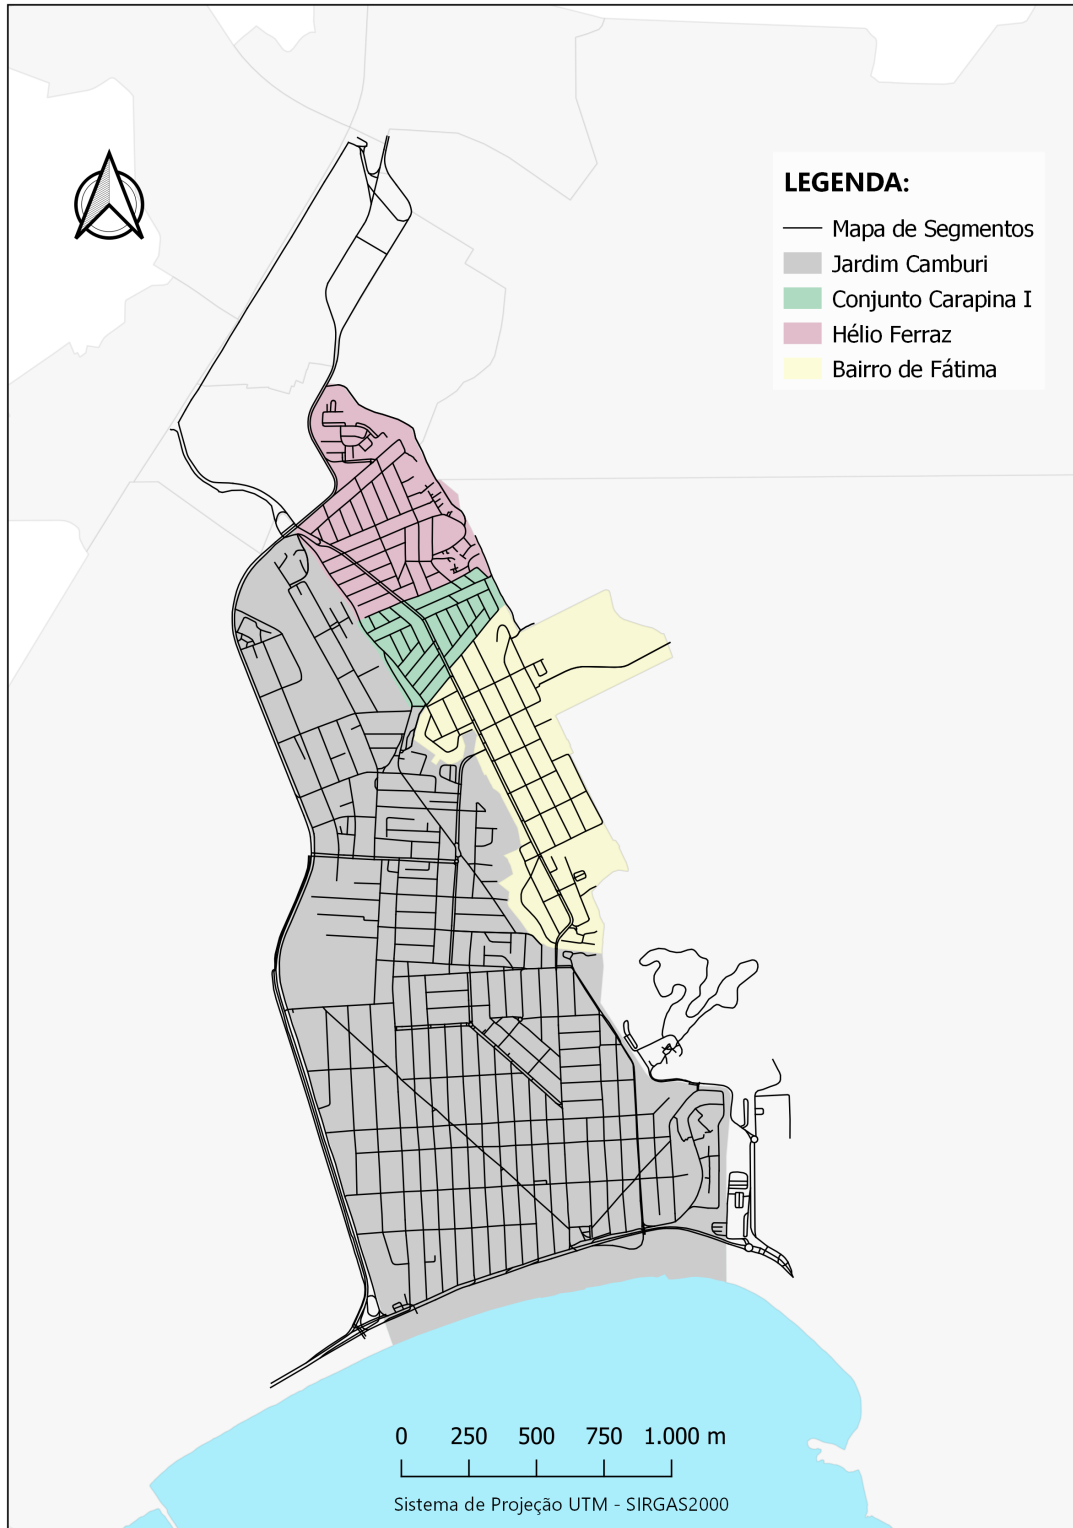 LEGENDA:
Mapa de Segmentos
Jardim Camburi
Conjunto Carapina I
Hélio Ferraz
Bairro de Fátima
0 250 500 750 1.000 m
Sistema de Projeção UTM - SIRGAS2000